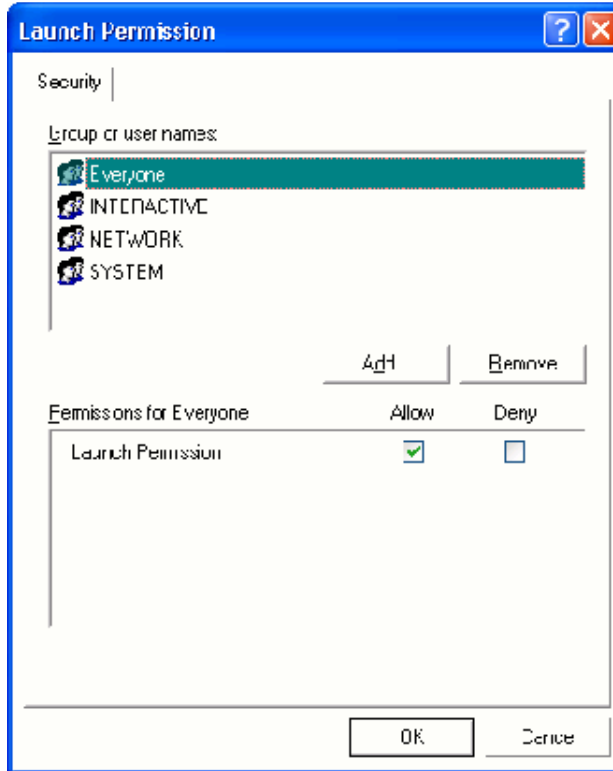 Launch Permission
Security
Group or user names:
Everyone
INTERACTIVE
NETWORK
SYSTEM
Add Remove
Permissions for Everyone Allow Deny
Launch Permission
OK Cancel